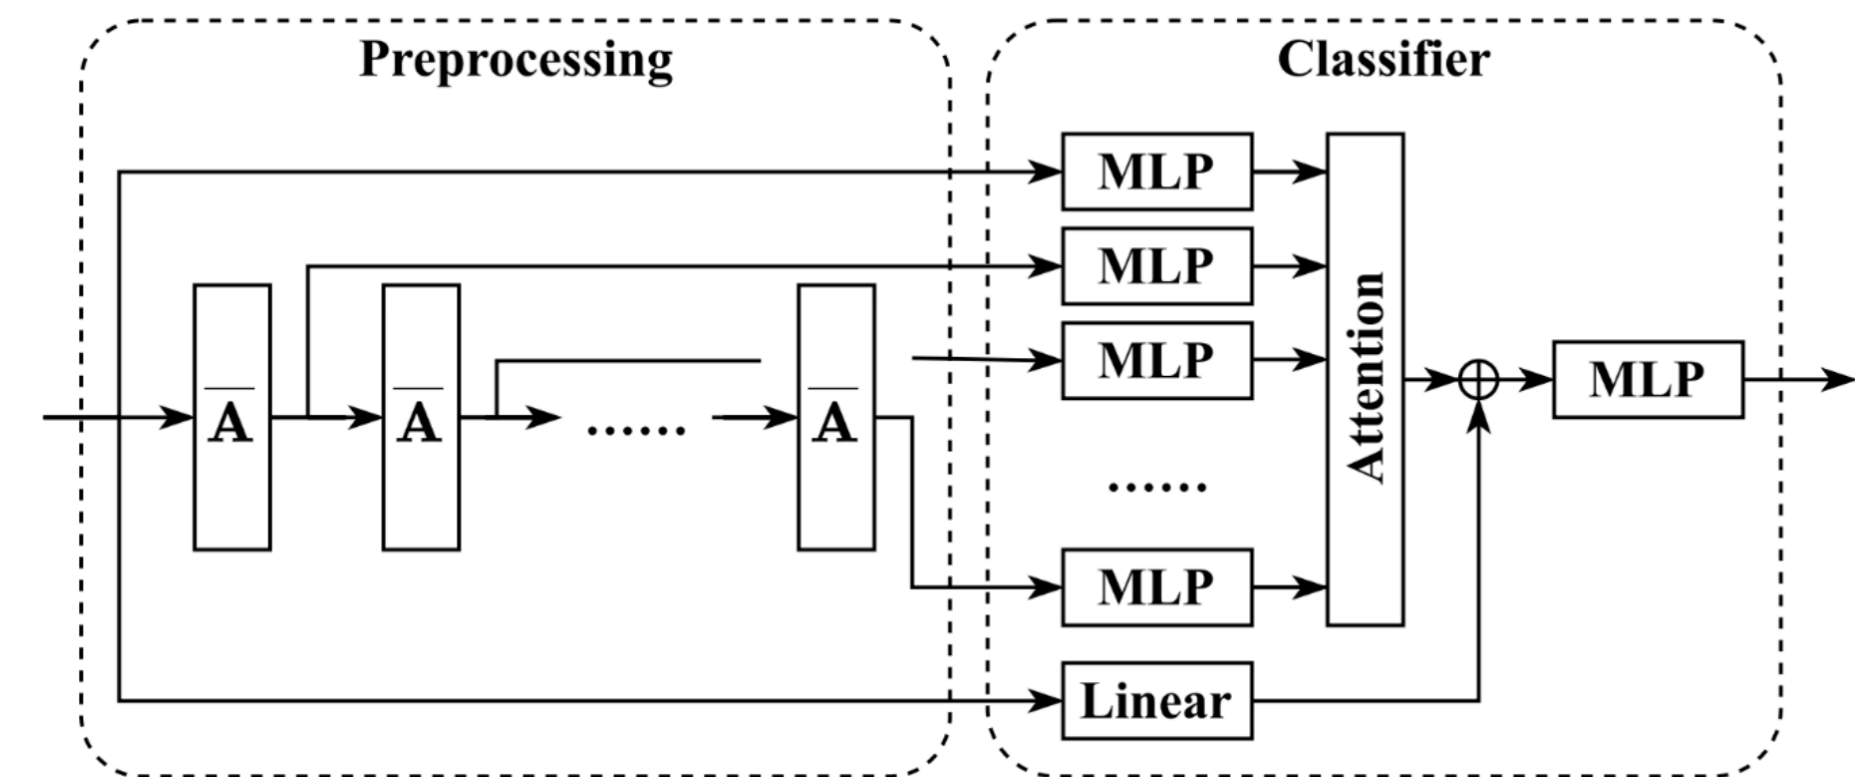 Preprocessing
Classifier
MLP
MLP
MLP
......
MLP
Linear
A̅
A̅
......
A̅
Attention
MLP